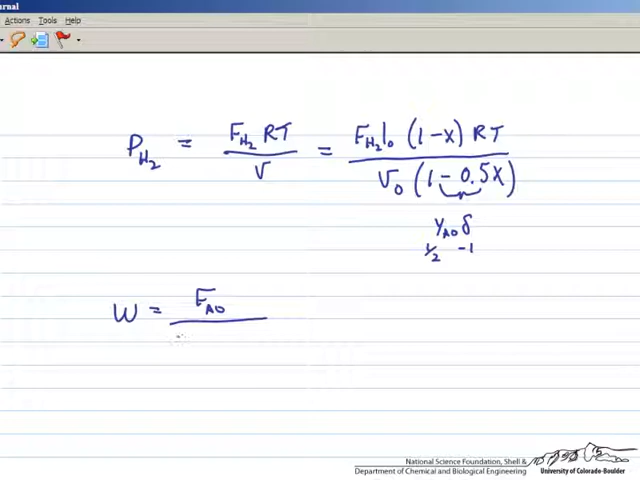 urnal
Actions Tools Help
P_H2 = F_H2 RT / v = F_H2|0 (1-x) RT / v0 (1 - 0.5x)
y_A0 δ
1/2 -1
W = F_A0
National Science Foundation, Shell &
Department of Chemical and Biological Engineering
University of Colorado-Boulder